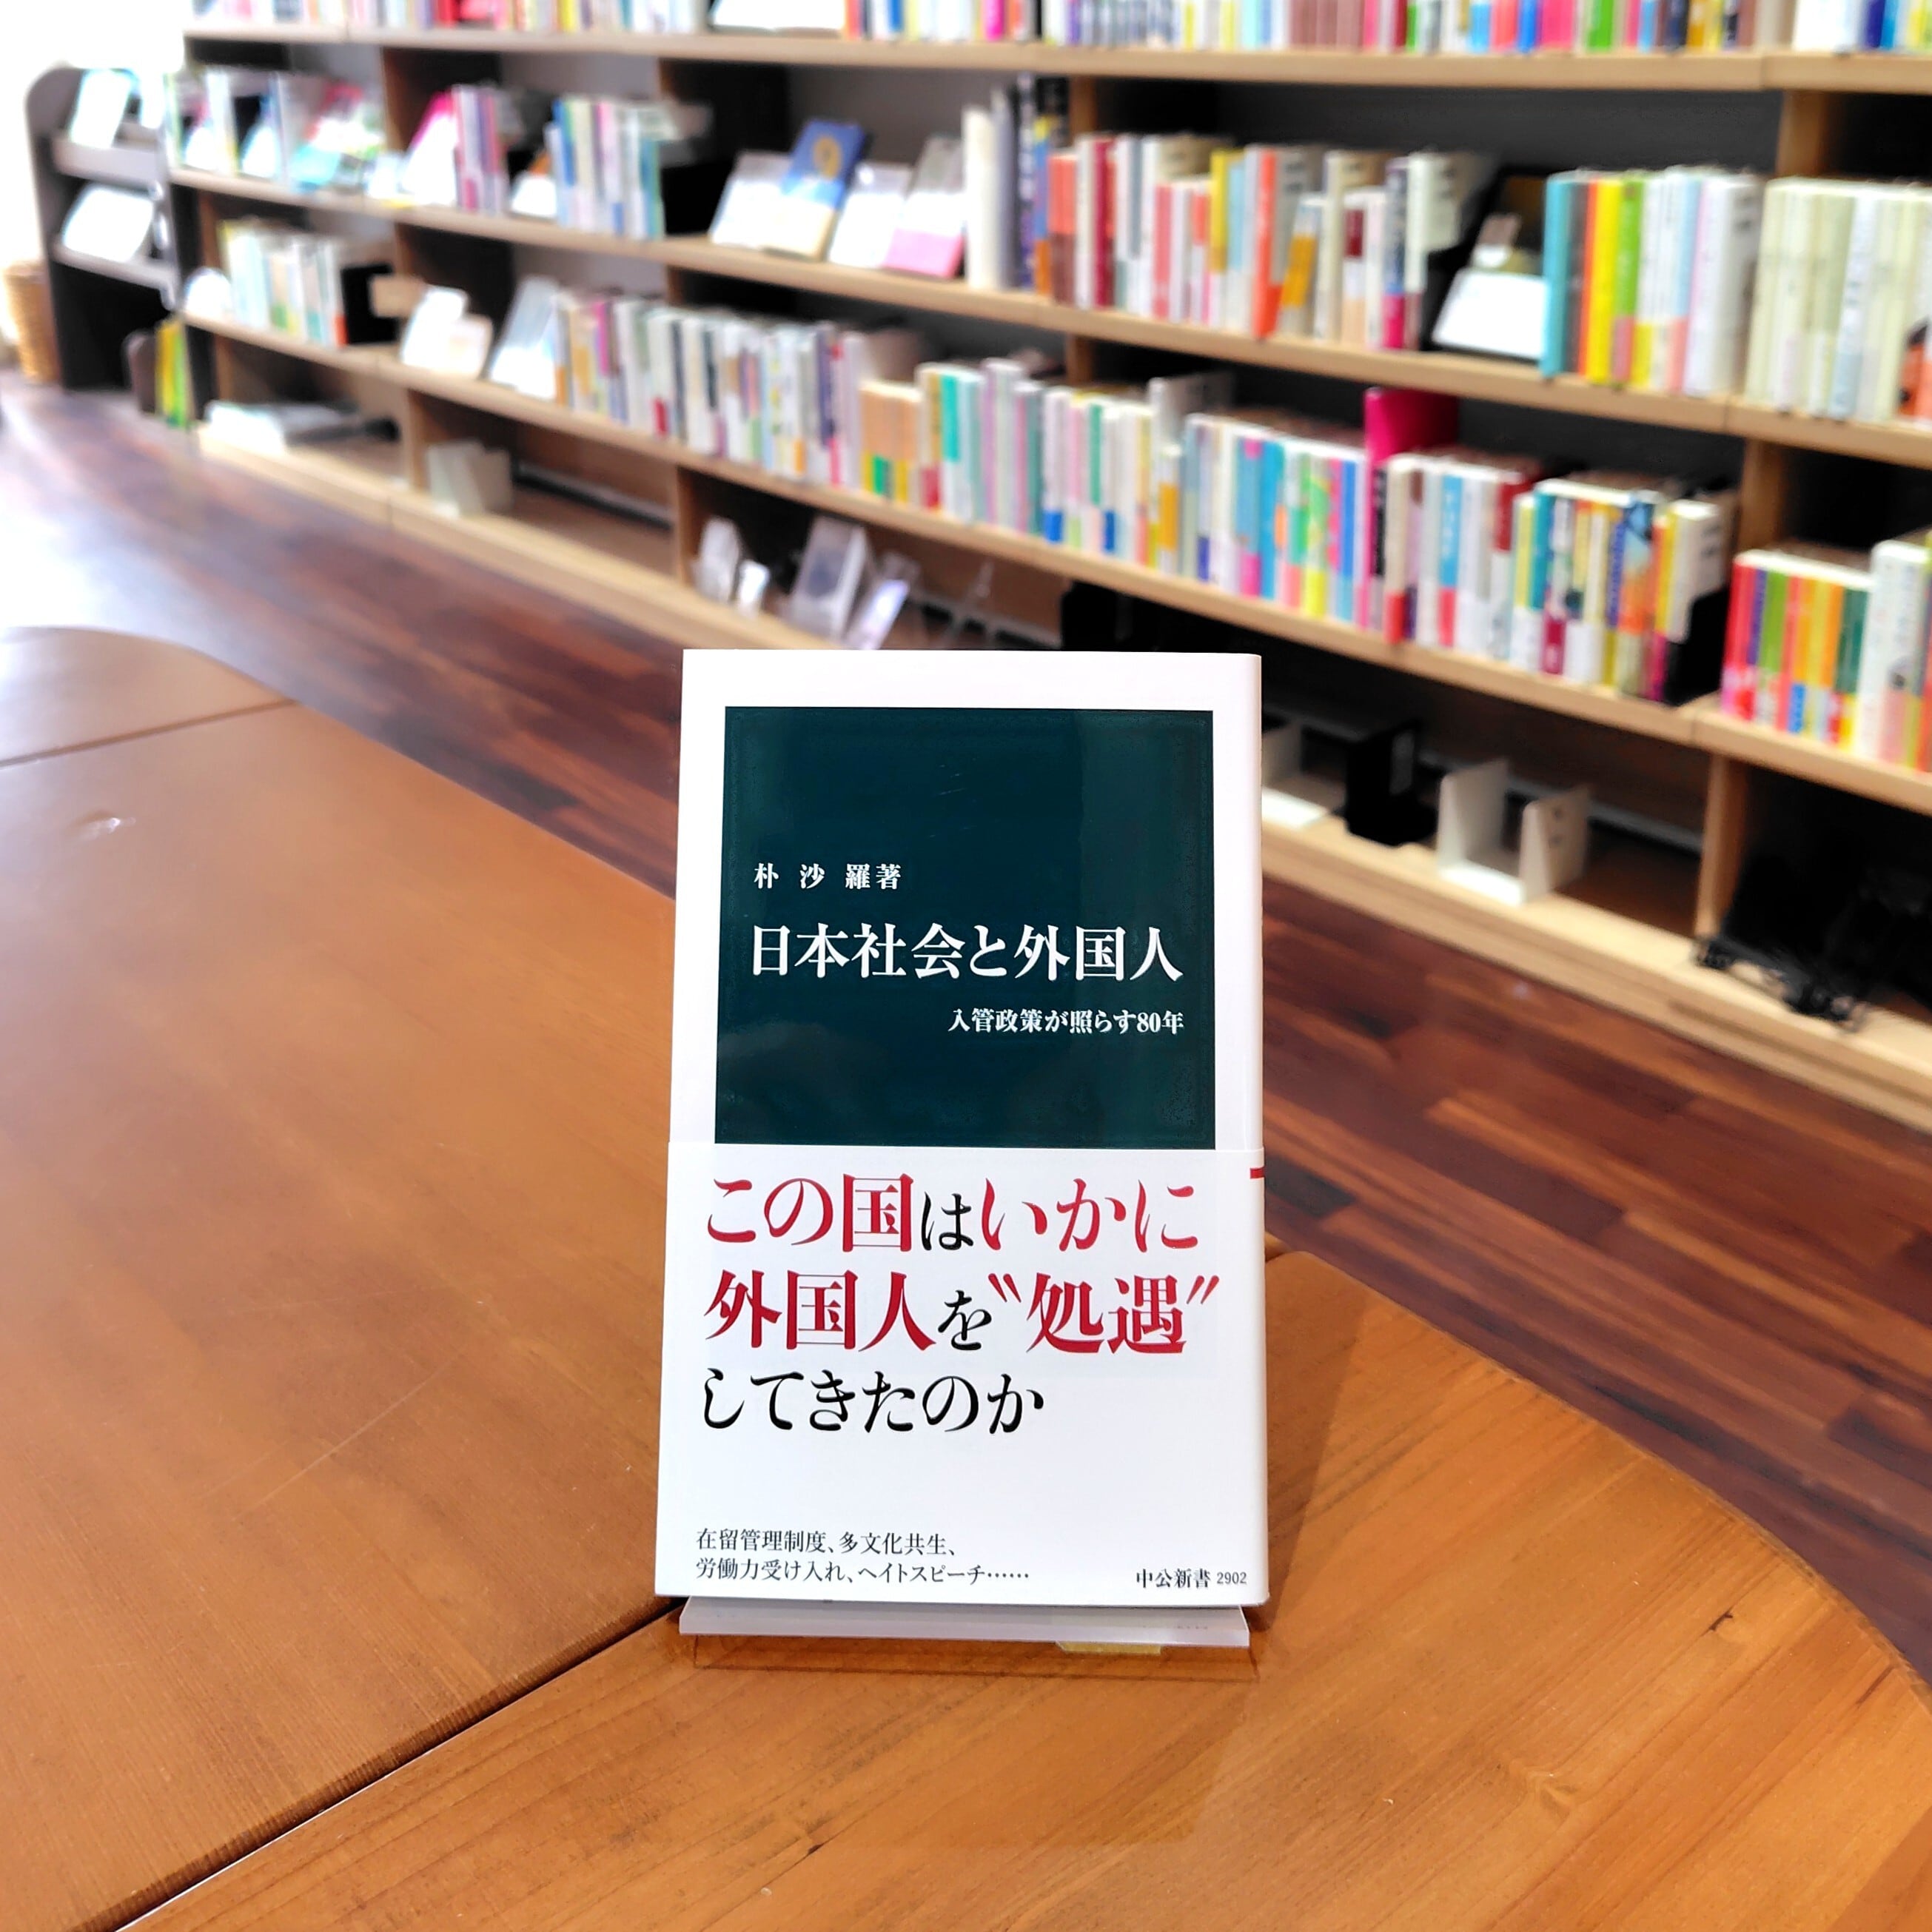 朴 沙 羅著
日本社会と外国人
入管政策が照らす80年
この国はいかに
外国人を〝処遇〟
してきたのか
在留管理制度、多文化共生、
労働力受け入れ、ヘイトスピーチ……
中公新書 2902